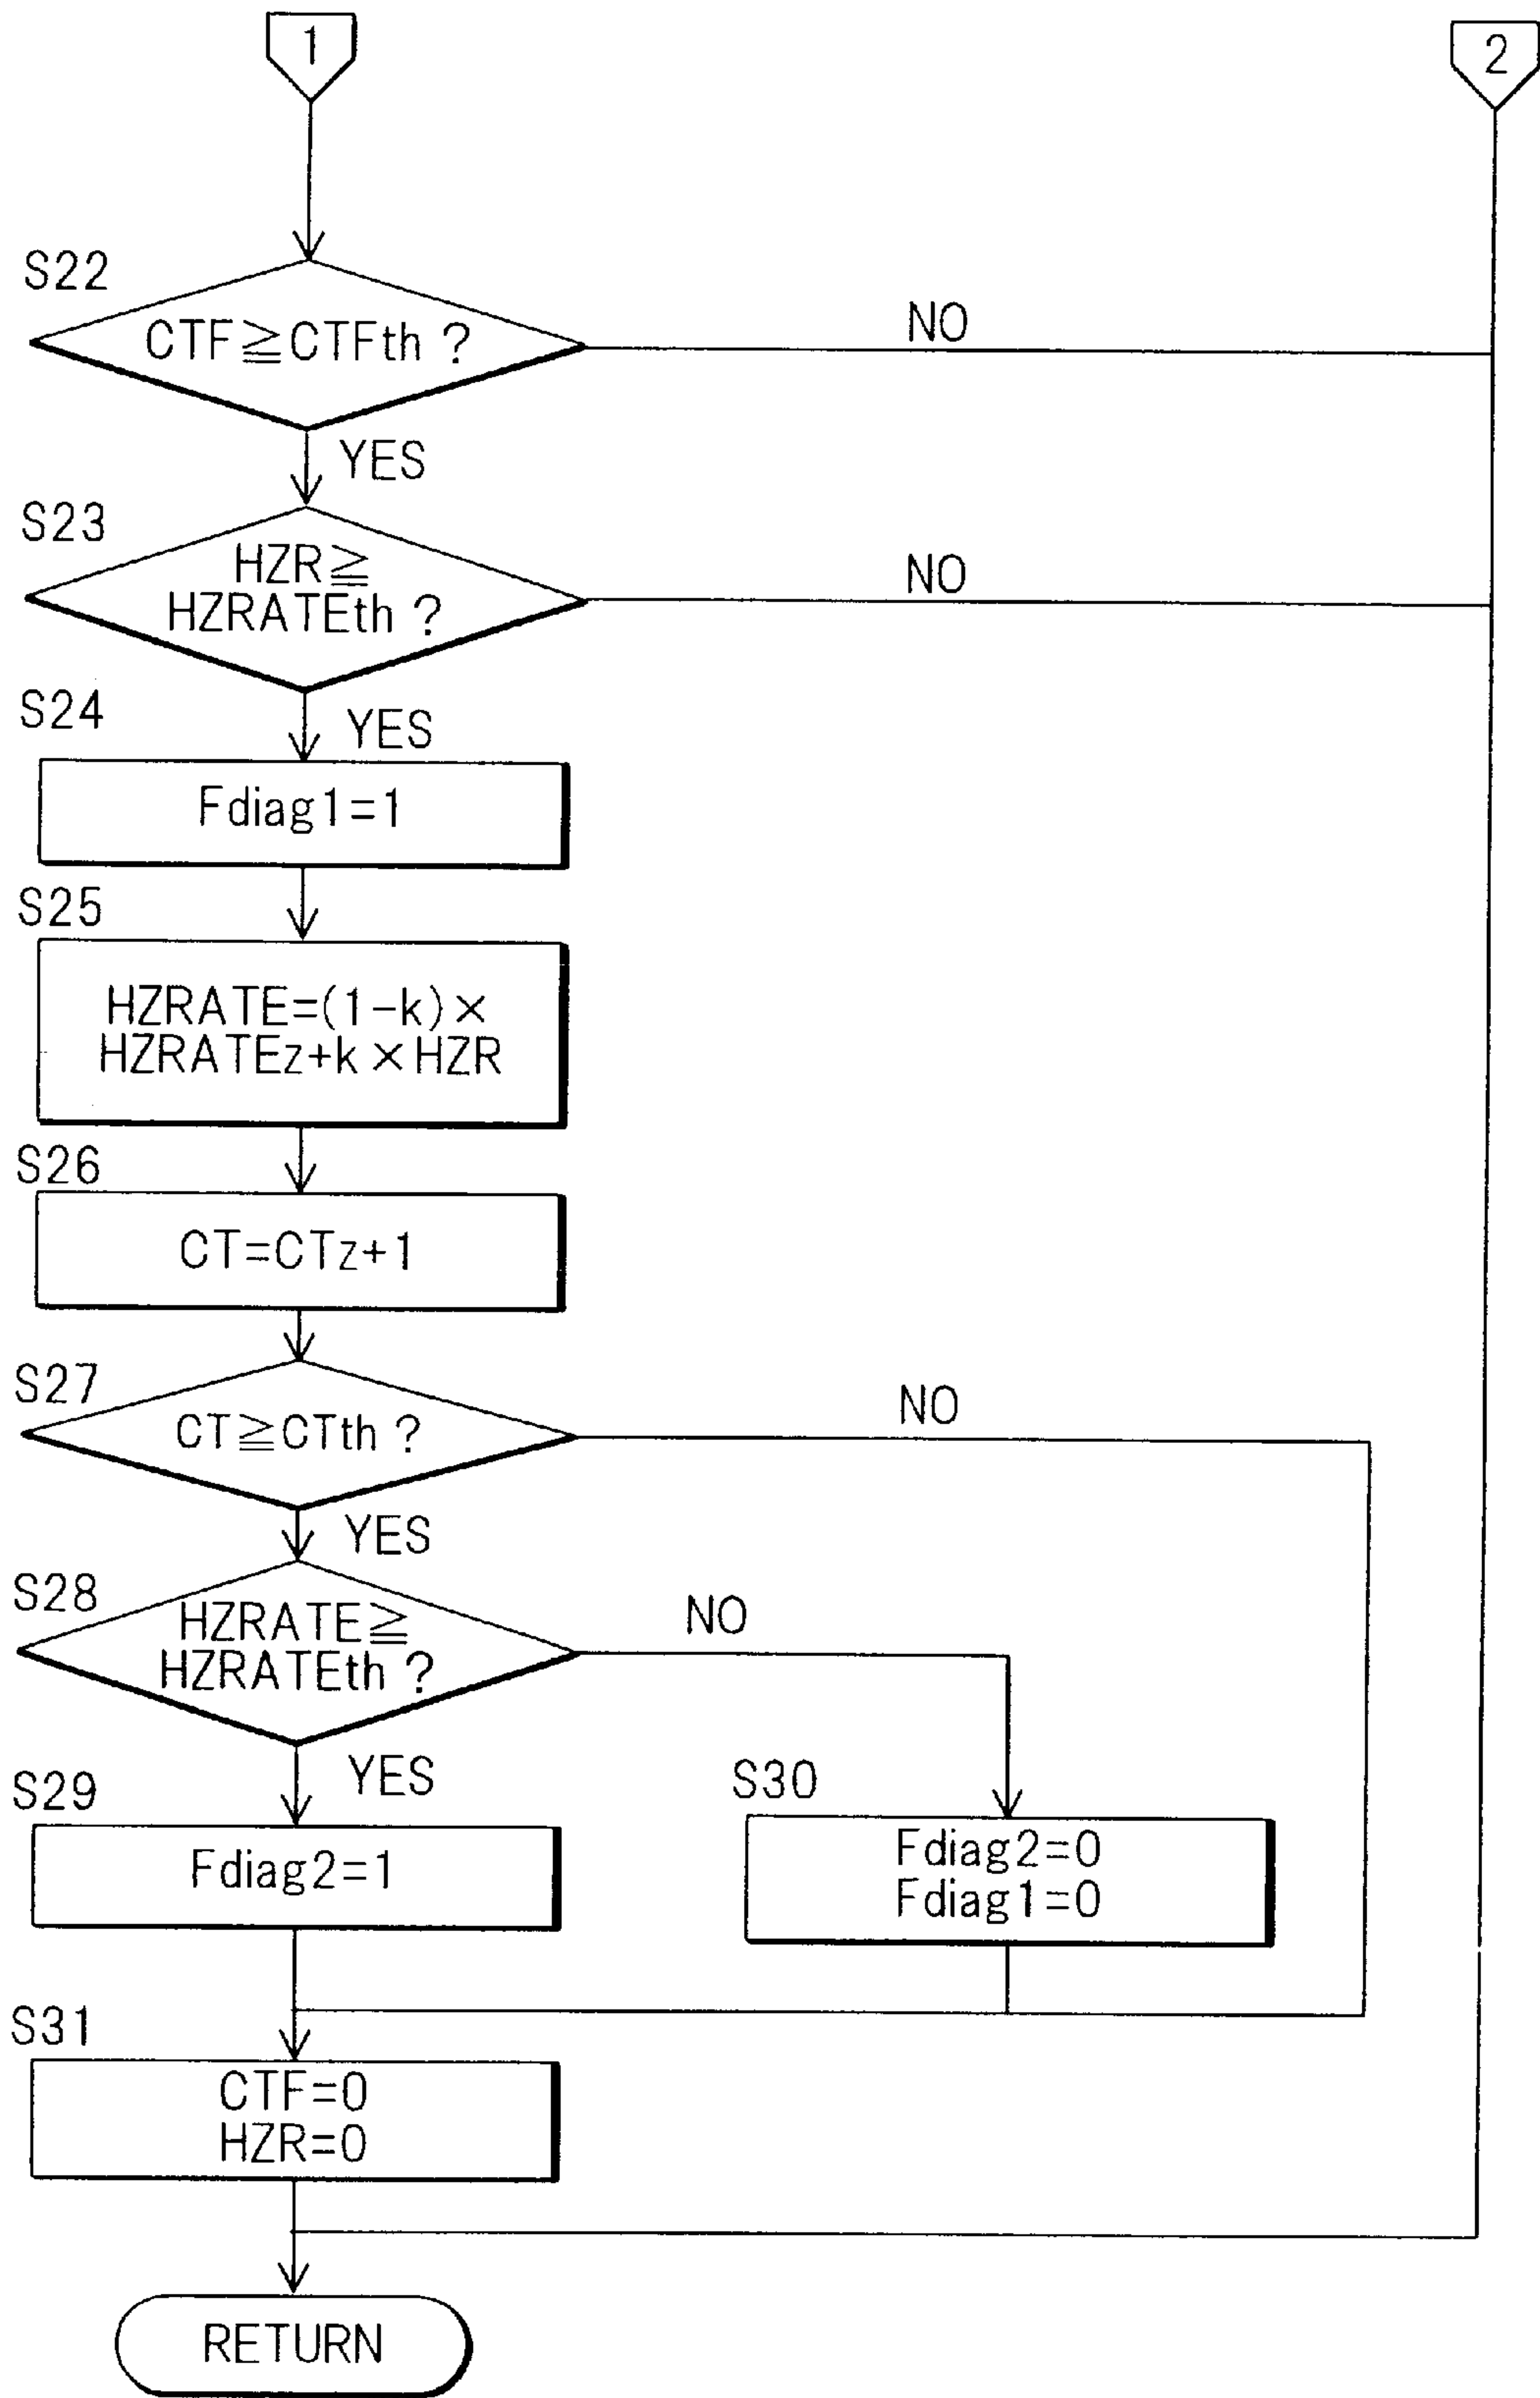 1
2
S22
CTF≧CTFth ?
NO
YES
S23
HZR≧
HZRATEth ?
NO
YES
S24
Fdiag1=1
S25
HZRATE=(1-k)×
HZRATEz+k×HZR
S26
CT=CTz+1
S27
CT≧CTth ?
NO
YES
S28
HZRATE≧
HZRATEth ?
NO
YES
S29
Fdiag2=1
S30
Fdiag2=0
Fdiag1=0
S31
CTF=0
HZR=0
RETURN